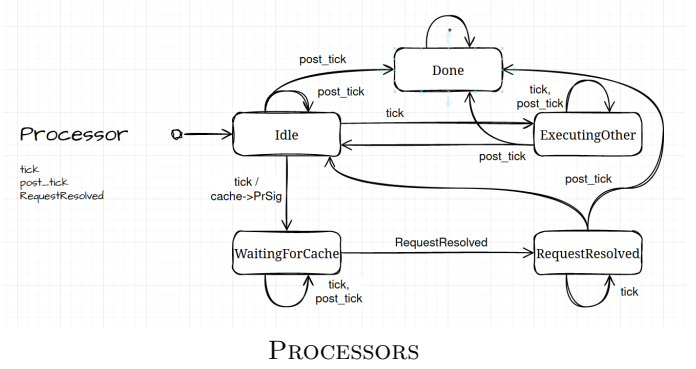 *
Done
post_tick
post_tick
tick,
post_tick
tick
Processor
Idle
ExecutingOther
post_tick
tick
post_tick
RequestResolved
tick /
cache->PrSig
post_tick
RequestResolved
WaitingForCache
RequestResolved
tick,
post_tick
tick
PROCESSORS